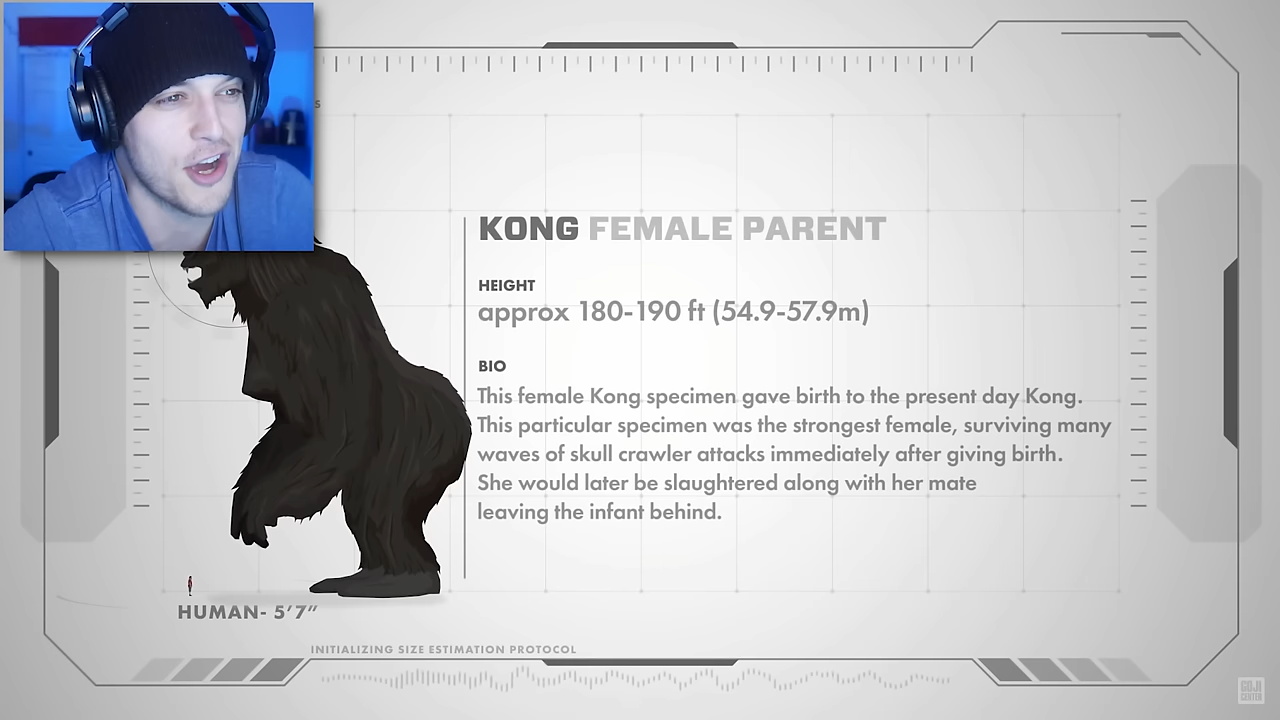 S
KONG FEMALE PARENT
HEIGHT
approx 180-190 ft (54.9-57.9m)
BIO
This female Kong specimen gave birth to the present day Kong.
This particular specimen was the strongest female, surviving many
waves of skull crawler attacks immediately after giving birth.
She would later be slaughtered along with her mate
leaving the infant behind.
HUMAN- 5’7”
INITIALIZING SIZE ESTIMATION PROTOCOL
GOJI
CENTER